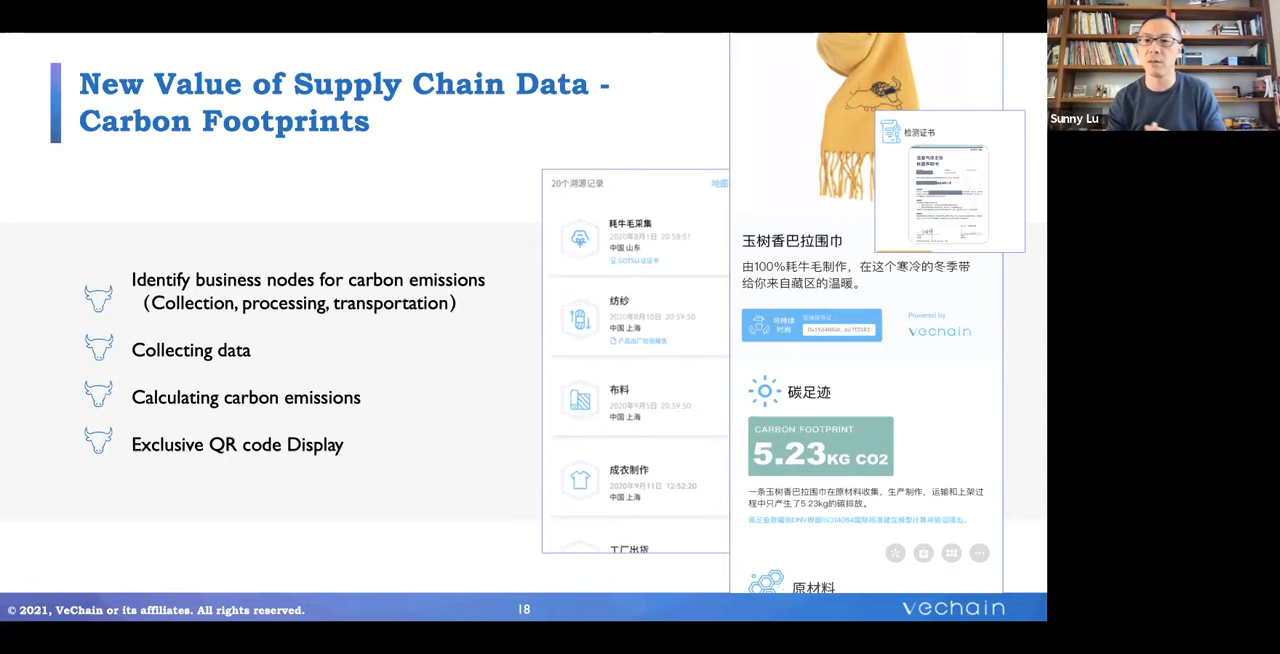 New Value of Supply Chain Data -
Carbon Footprints
Identify business nodes for carbon emissions
(Collection, processing, transportation)
Collecting data
Calculating carbon emissions
Exclusive QR code Display
20个溯源记录
地图
耗牛毛采集
2020年8月1日 20:58:51
中国 山东
GOTS认证证书
纺纱
2020年8月10日 20:59:50
中国 上海
产品出厂检验报告
布料
2020年9月5日 20:59:50
中国 上海
成衣制作
2020年9月11日 12:52:20
中国 上海
工厂出货
检测证书
玉树香巴拉围巾
由100%耗牛毛制作，在这个寒冷的冬季带
给你来自藏区的温暖。
可持续
时尚
Powered by
vechain
碳足迹
CARBON FOOTPRINT
5.23KG CO2
一条玉树香巴拉围巾在原材料收集，生产制作，运输和上架过
程中只产生了5.23kg的碳排放。
原材料
© 2021, VeChain or its affiliates. All rights reserved.
18
vechain
Sunny Lu